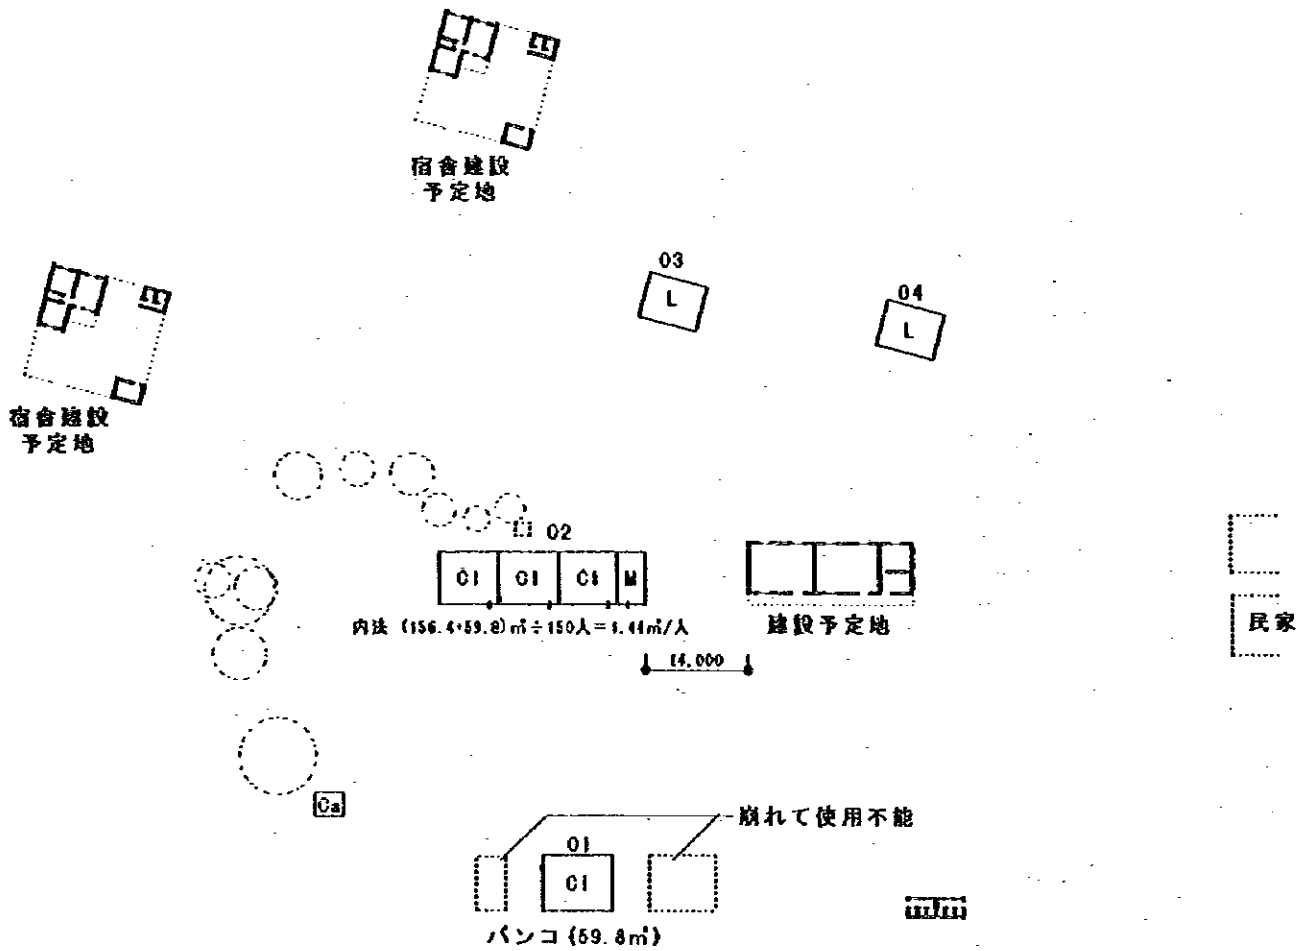 宿舎建設
予定地
03
L
04
L
宿舎建設
予定地
02
Cl
Cl
Cl
M
内法 (156.4+59.8)㎡÷150人=1.44㎡/人
建設予定地
14,000
民家
Ca
崩れて使用不能
01
Cl
バンコ (59.8㎡)